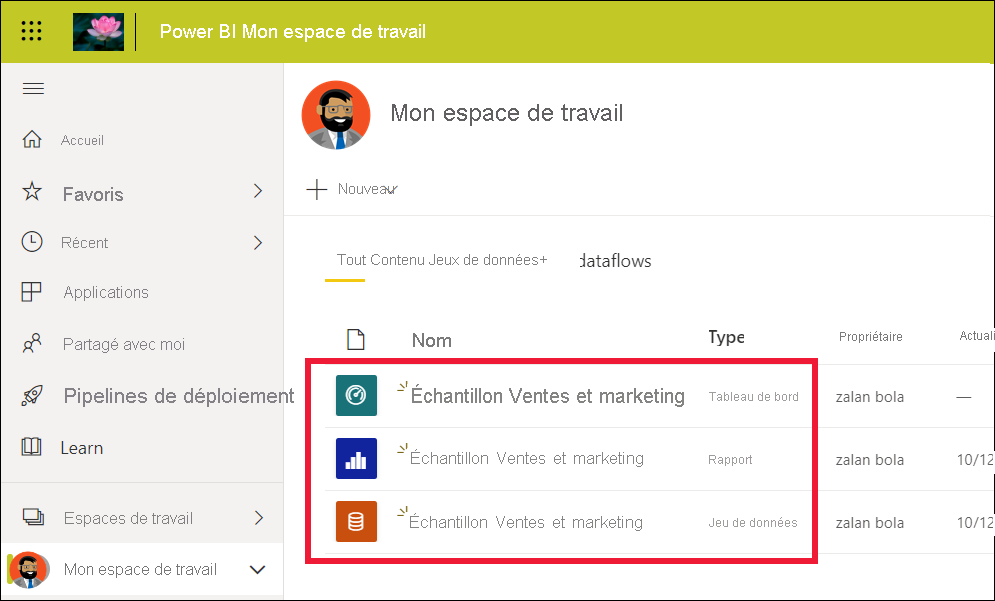 Power BI Mon espace de travail
Mon espace de travail
Accueil
Nouveau
Favoris
Récent
Tout Contenu Jeux de données+ dataflows
Applications
Nom Type Propriétaire Actuali
Partagé avec moi
Pipelines de déploiement
Échantillon Ventes et marketing Tableau de bord zalan bola —
Learn
Échantillon Ventes et marketing Rapport zalan bola 10/12
Espaces de travail
Échantillon Ventes et marketing Jeu de données zalan bola 10/12
Mon espace de travail